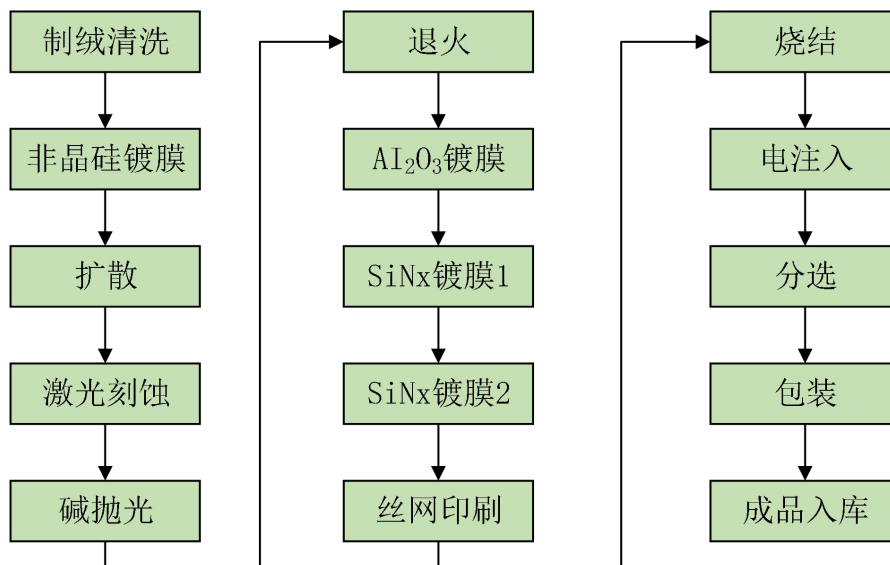 制绒清洗
非晶硅镀膜
扩散
激光刻蚀
碱抛光
退火
AI₂O₃镀膜
SiNx镀膜1
SiNx镀膜2
丝网印刷
烧结
电注入
分选
包装
成品入库